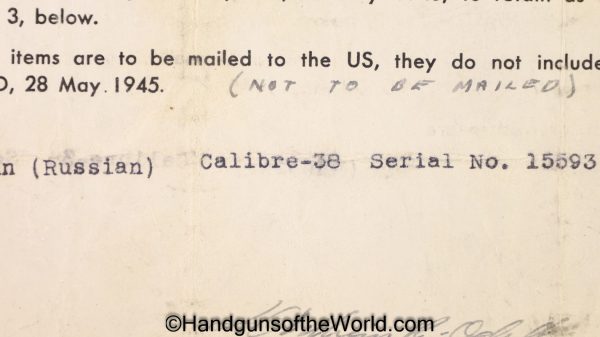 3, below.
items are to be mailed to the US, they do not include
D, 28 May 1945. (NOT TO BE MAILED)
n (Russian) Calibre-38 Serial No. 15593
©HandgunsoftheWorld.com